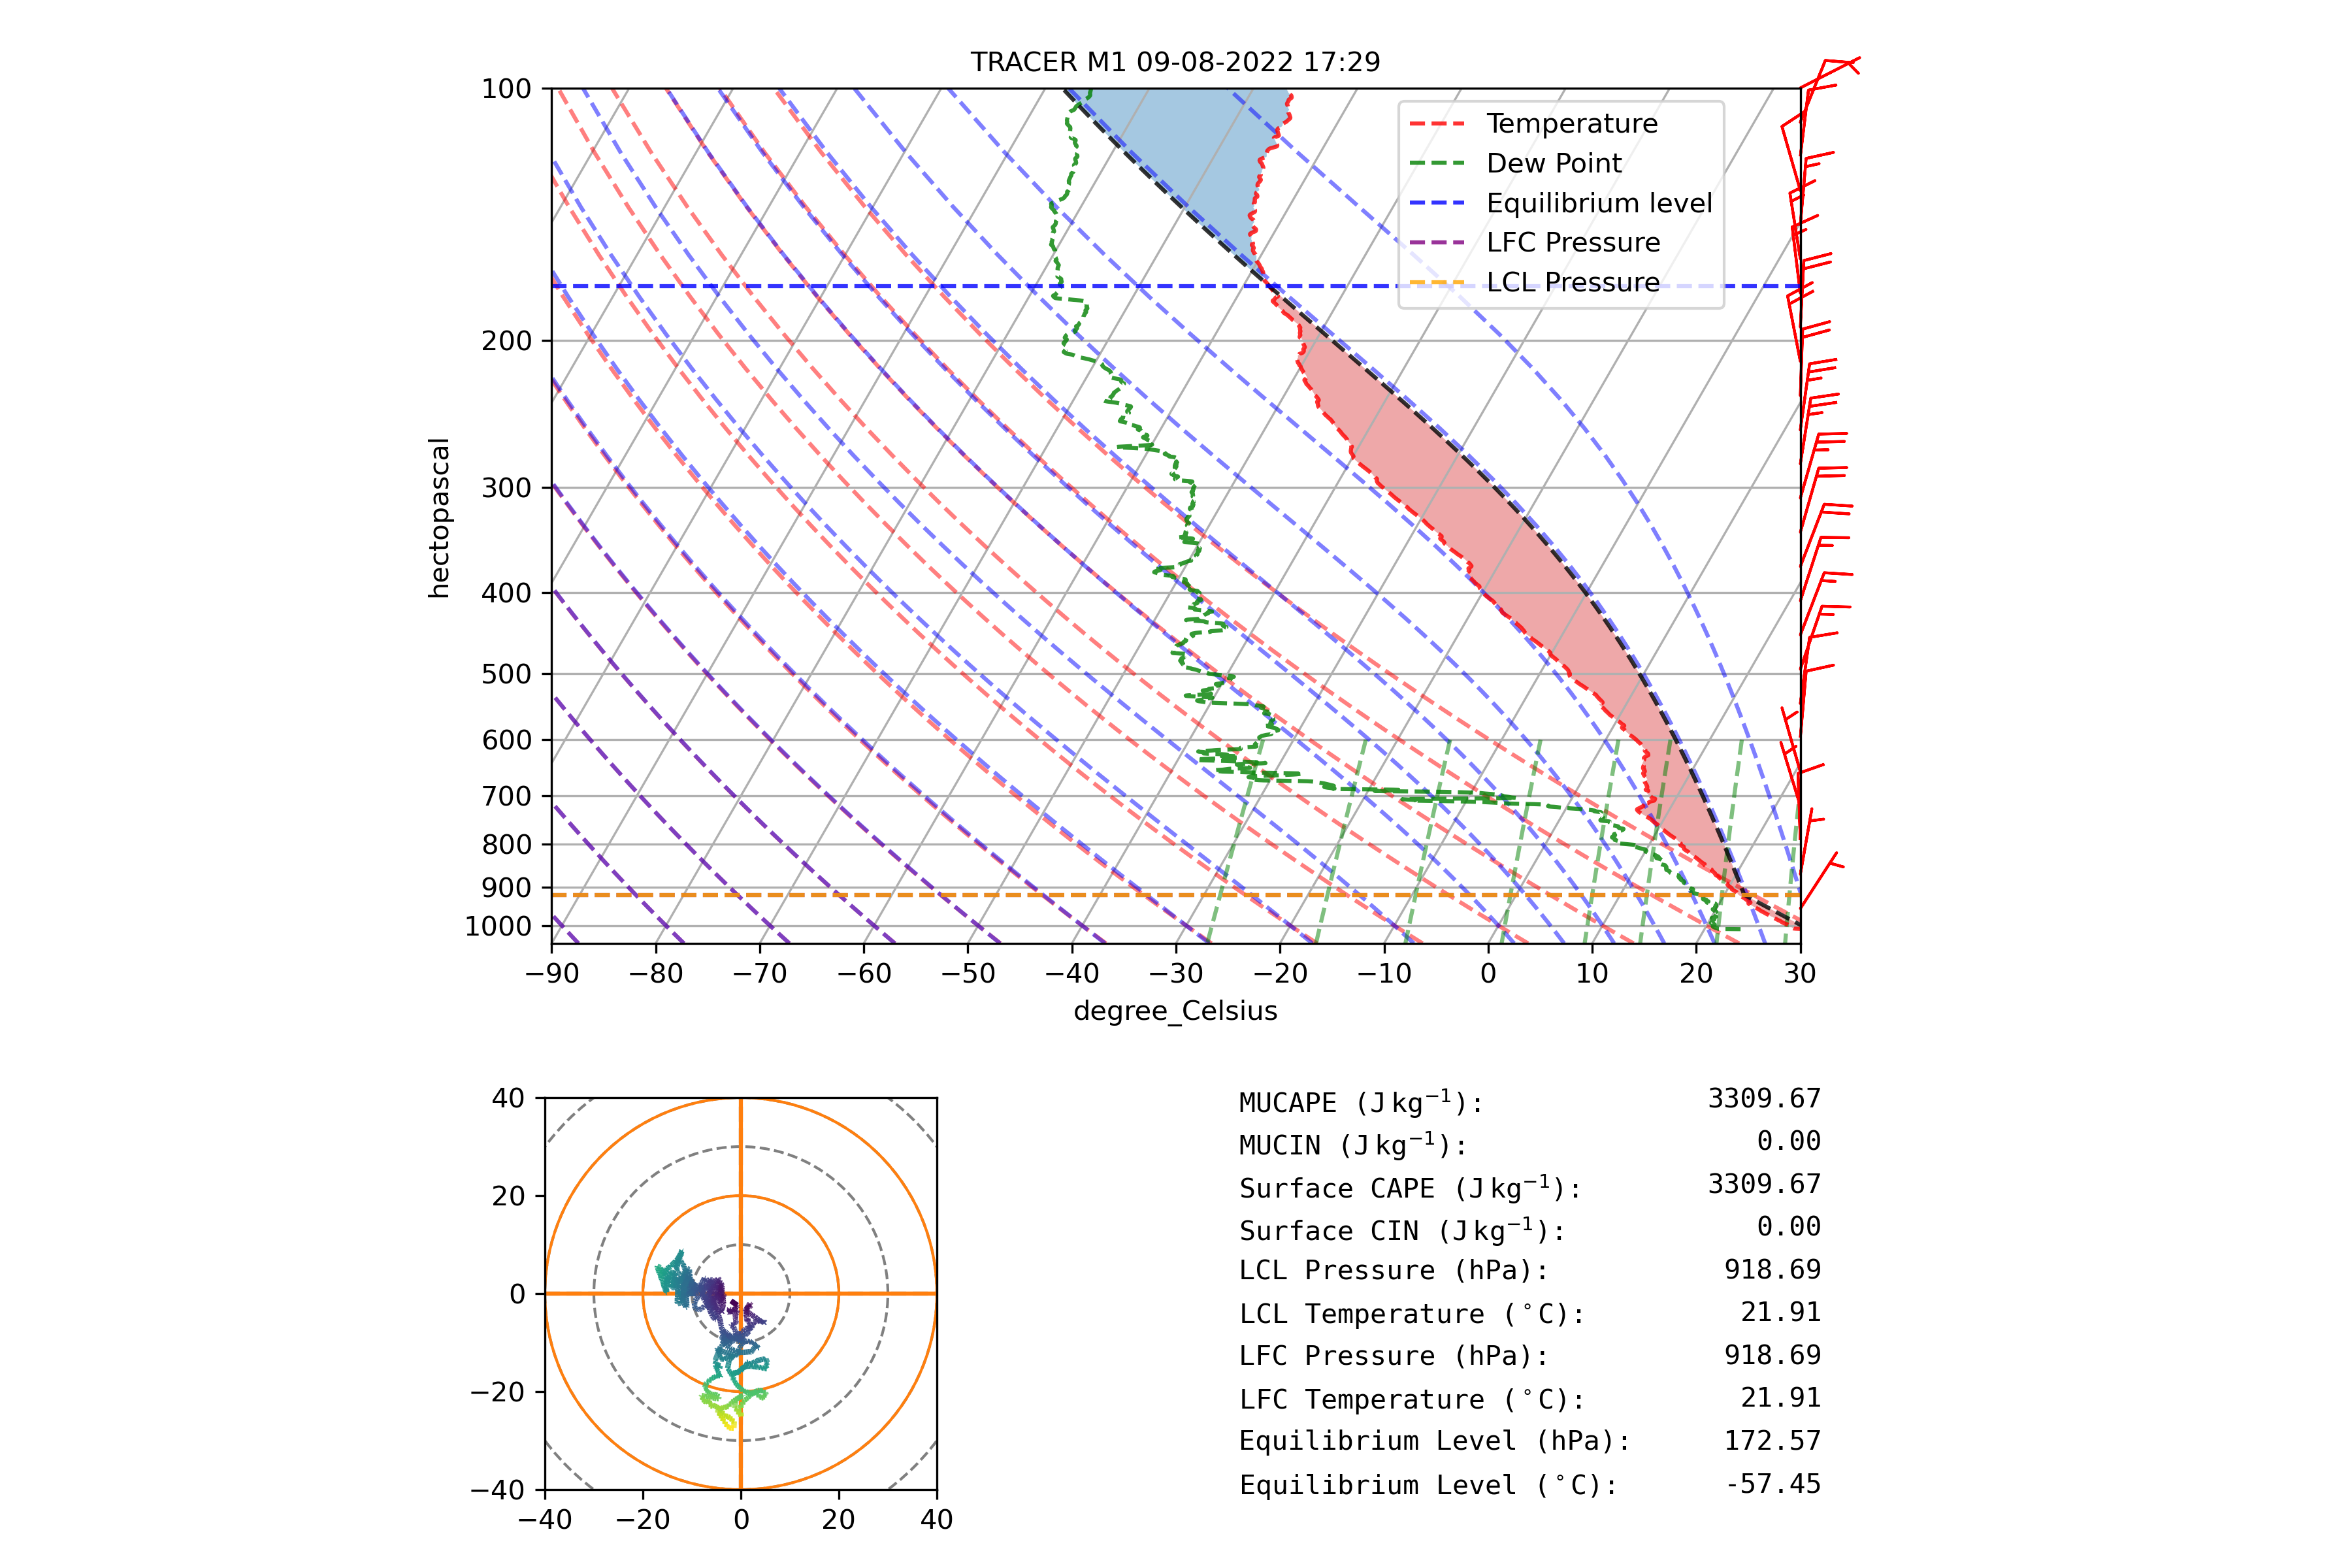 TRACER M1 09-08-2022 17:29
100
200
300
400
500
600
700
800
900
1000
hectopascal
Temperature
Dew Point
Equilibrium level
LFC Pressure
LCL Pressure
−90 −80 −70 −60 −50 −40 −30 −20 −10 0 10 20 30
degree_Celsius
40
20
0
−20
−40
−40 −20 0 20 40
MUCAPE (J kg⁻¹): 3309.67
MUCIN (J kg⁻¹): 0.00
Surface CAPE (J kg⁻¹): 3309.67
Surface CIN (J kg⁻¹): 0.00
LCL Pressure (hPa): 918.69
LCL Temperature (°C): 21.91
LFC Pressure (hPa): 918.69
LFC Temperature (°C): 21.91
Equilibrium Level (hPa): 172.57
Equilibrium Level (°C): -57.45